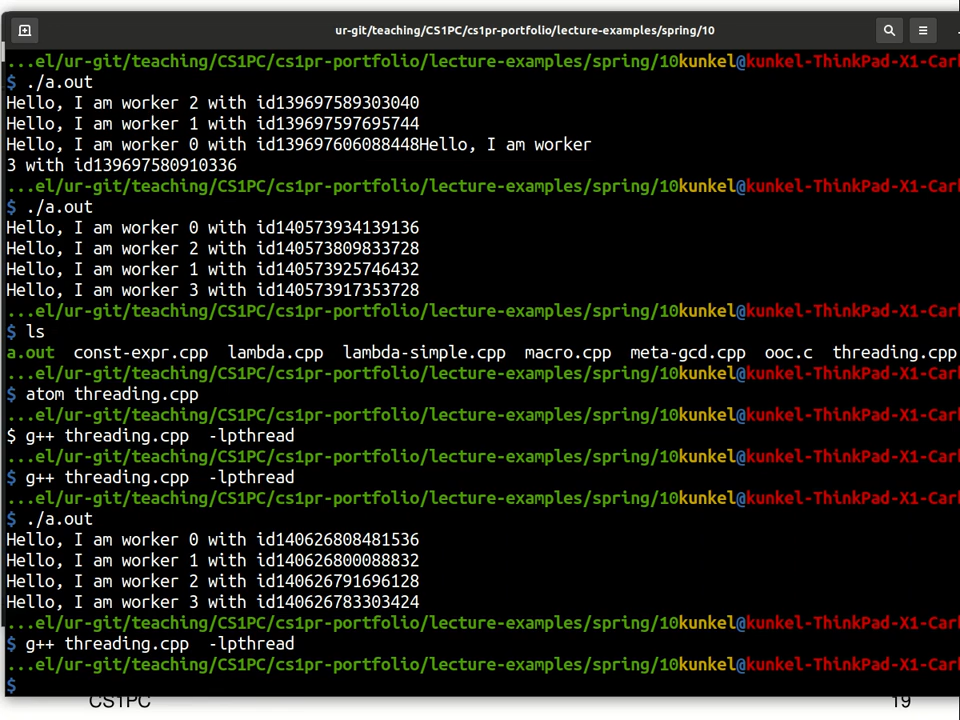 ur-git/teaching/CS1PC/cs1pr-portfolio/lecture-examples/spring/10
...el/ur-git/teaching/CS1PC/cs1pr-portfolio/lecture-examples/spring/10kunkel@kunkel-ThinkPad-X1-Car
$ ./a.out
Hello, I am worker 2 with id139697589303040
Hello, I am worker 1 with id139697597695744
Hello, I am worker 0 with id139697606088448Hello, I am worker
3 with id139697580910336
...el/ur-git/teaching/CS1PC/cs1pr-portfolio/lecture-examples/spring/10kunkel@kunkel-ThinkPad-X1-Car
$ ./a.out
Hello, I am worker 0 with id140573934139136
Hello, I am worker 2 with id140573809833728
Hello, I am worker 1 with id140573925746432
Hello, I am worker 3 with id140573917353728
...el/ur-git/teaching/CS1PC/cs1pr-portfolio/lecture-examples/spring/10kunkel@kunkel-ThinkPad-X1-Car
$ ls
a.out const-expr.cpp lambda.cpp lambda-simple.cpp macro.cpp meta-gcd.cpp ooc.c threading.cpp
...el/ur-git/teaching/CS1PC/cs1pr-portfolio/lecture-examples/spring/10kunkel@kunkel-ThinkPad-X1-Car
$ atom threading.cpp
...el/ur-git/teaching/CS1PC/cs1pr-portfolio/lecture-examples/spring/10kunkel@kunkel-ThinkPad-X1-Car
$ g++ threading.cpp -lpthread
...el/ur-git/teaching/CS1PC/cs1pr-portfolio/lecture-examples/spring/10kunkel@kunkel-ThinkPad-X1-Car
$ g++ threading.cpp -lpthread
...el/ur-git/teaching/CS1PC/cs1pr-portfolio/lecture-examples/spring/10kunkel@kunkel-ThinkPad-X1-Car
$ ./a.out
Hello, I am worker 0 with id140626808481536
Hello, I am worker 1 with id140626800088832
Hello, I am worker 2 with id140626791696128
Hello, I am worker 3 with id140626783303424
...el/ur-git/teaching/CS1PC/cs1pr-portfolio/lecture-examples/spring/10kunkel@kunkel-ThinkPad-X1-Car
$ g++ threading.cpp -lpthread
...el/ur-git/teaching/CS1PC/cs1pr-portfolio/lecture-examples/spring/10kunkel@kunkel-ThinkPad-X1-Car
$
CS1PC 19